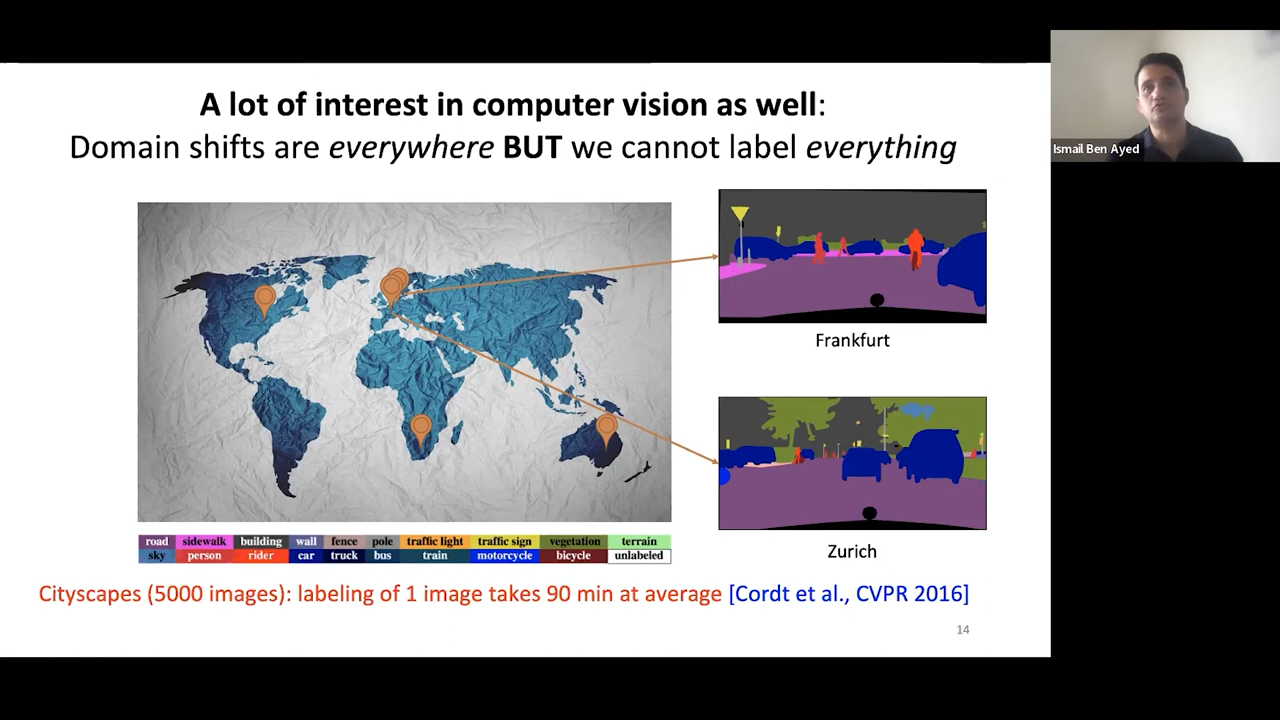 A lot of interest in computer vision as well:
Domain shifts are everywhere BUT we cannot label everything
Ismail Ben Ayed
Frankfurt
Zurich
road sidewalk building wall fence pole traffic light traffic sign vegetation terrain
sky person rider car truck bus train motorcycle bicycle unlabeled
Cityscapes (5000 images): labeling of 1 image takes 90 min at average [Cordt et al., CVPR 2016]
14